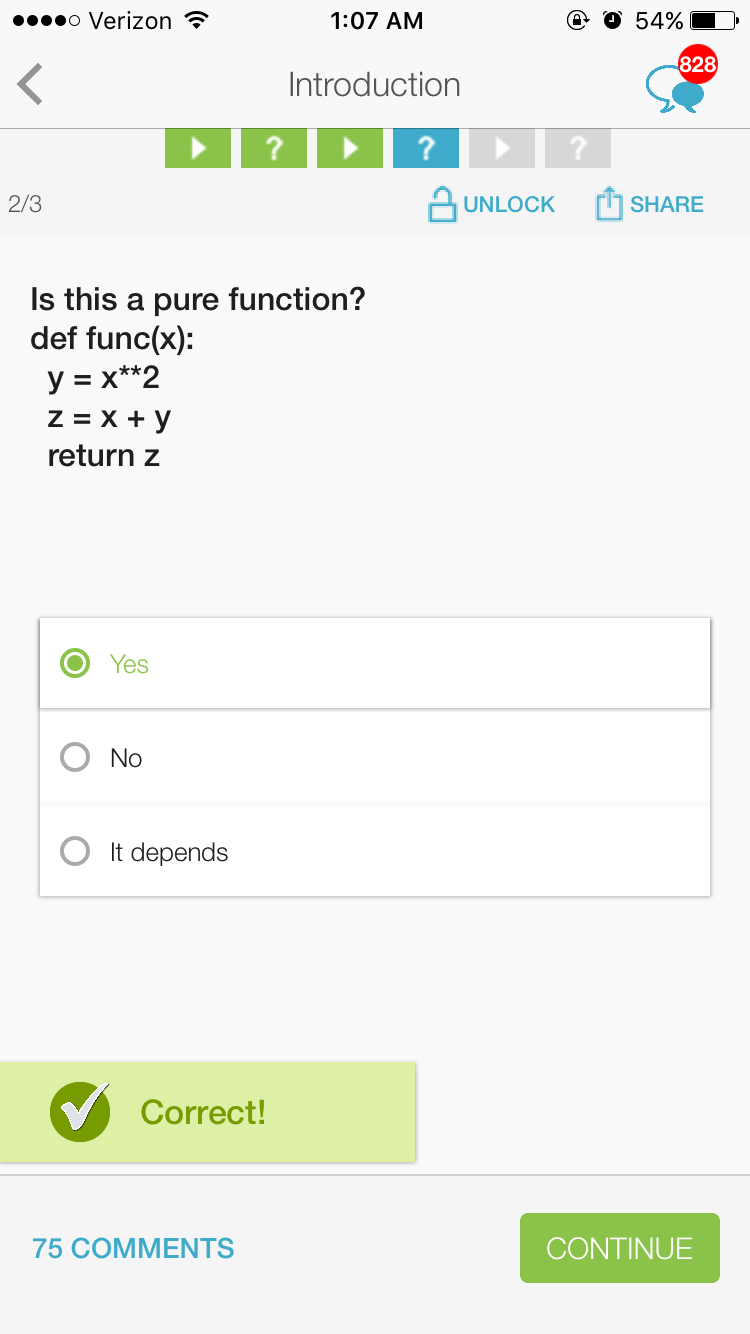 Verizon 1:07 AM 54%
Introduction 828
? ? ?
2/3 UNLOCK SHARE
Is this a pure function?
def func(x):
y = x**2
z = x + y
return z
Yes
No
It depends
Correct!
75 COMMENTS CONTINUE